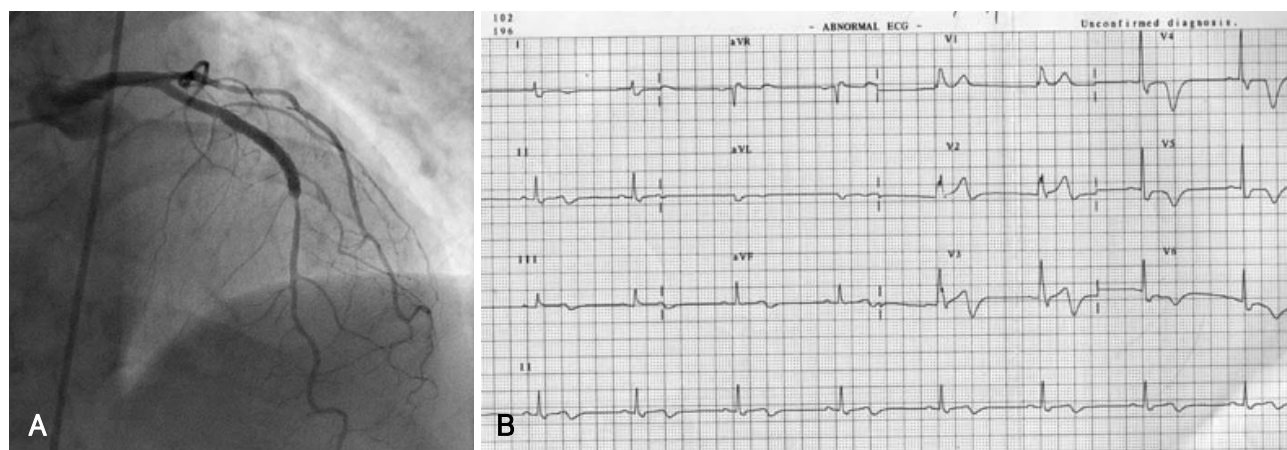 102
196
- ABNORMAL ECG -
Unconfirmed diagnosis.
I
aVR
V1
V4
II
aVL
V2
V5
III
aVF
V3
V6
II
A
B